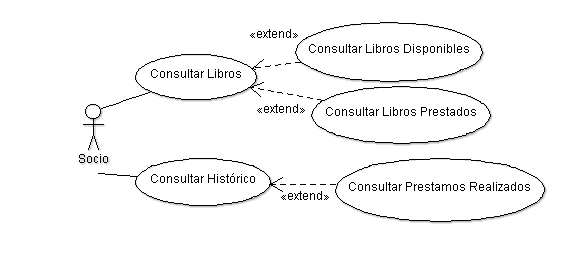 «extend»
Consultar Libros Disponibles
Consultar Libros
«extend»
Consultar Libros Prestados
Socio
Consultar Histórico
«extend»
Consultar Prestamos Realizados